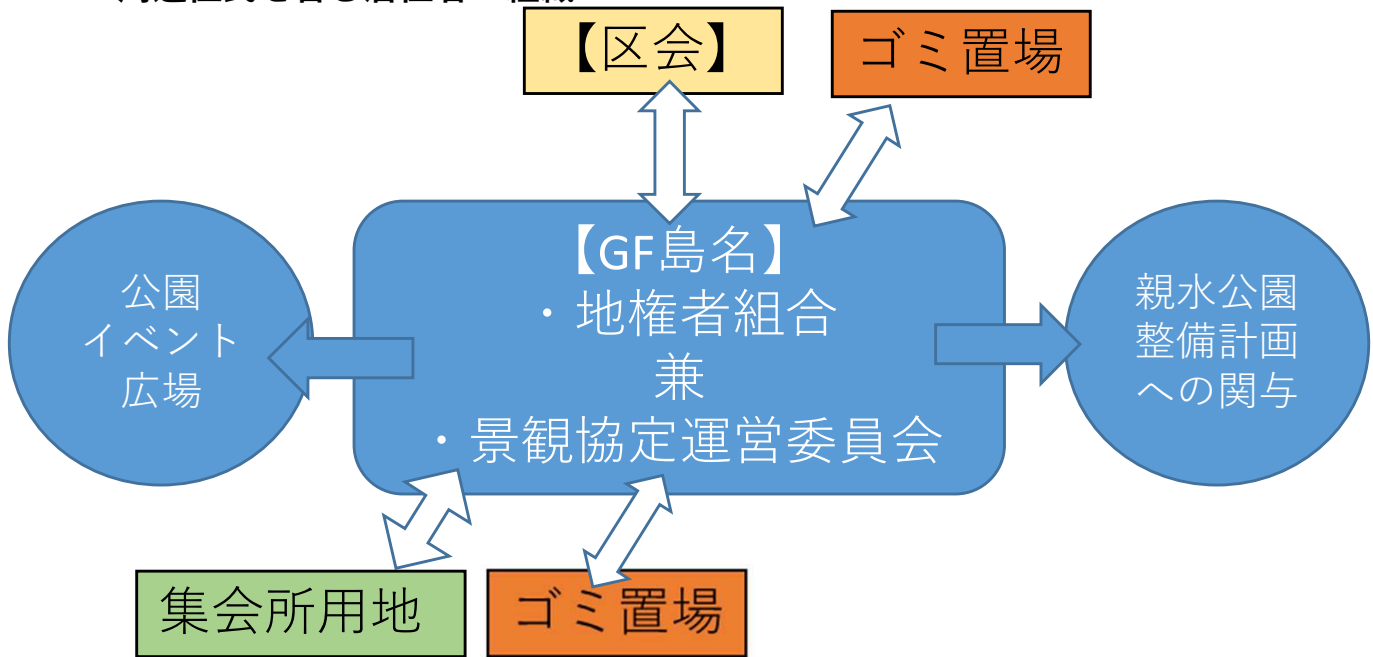 【区会】
ゴミ置場
【GF島名】
・地権者組合
兼
・景観協定運営委員会
公園
イベント
広場
親水公園
整備計画
への関与
集会所用地
ゴミ置場